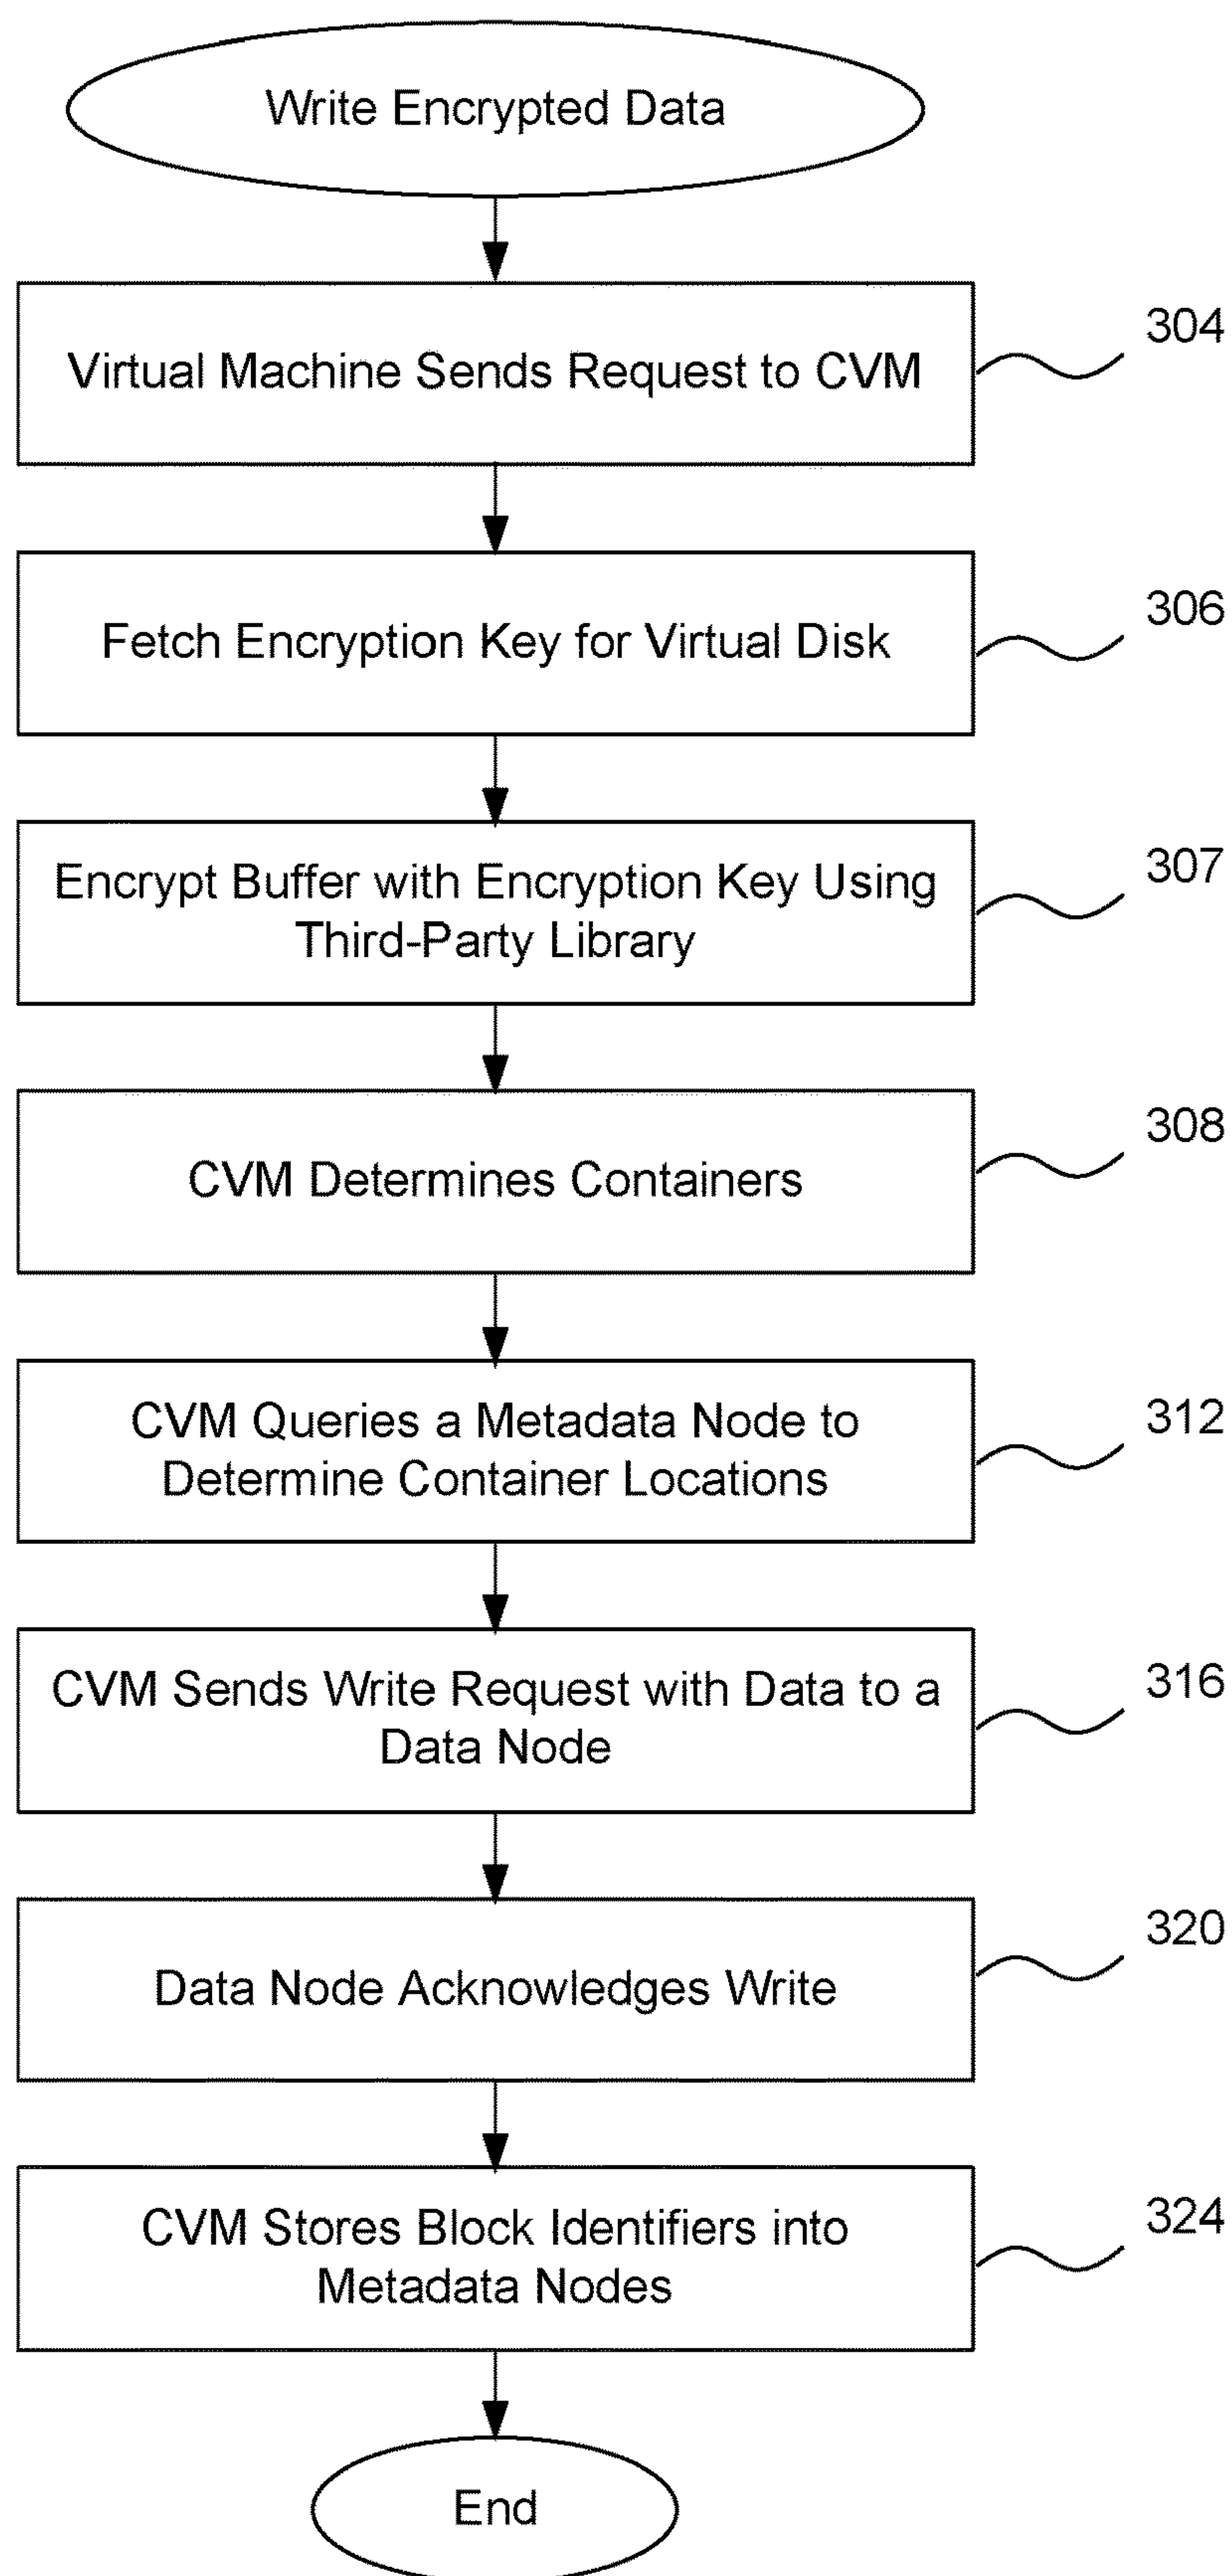 Write Encrypted Data
Virtual Machine Sends Request to CVM
304
Fetch Encryption Key for Virtual Disk
306
Encrypt Buffer with Encryption Key Using
Third-Party Library
307
CVM Determines Containers
308
CVM Queries a Metadata Node to
Determine Container Locations
312
CVM Sends Write Request with Data to a
Data Node
316
Data Node Acknowledges Write
320
CVM Stores Block Identifiers into
Metadata Nodes
324
End